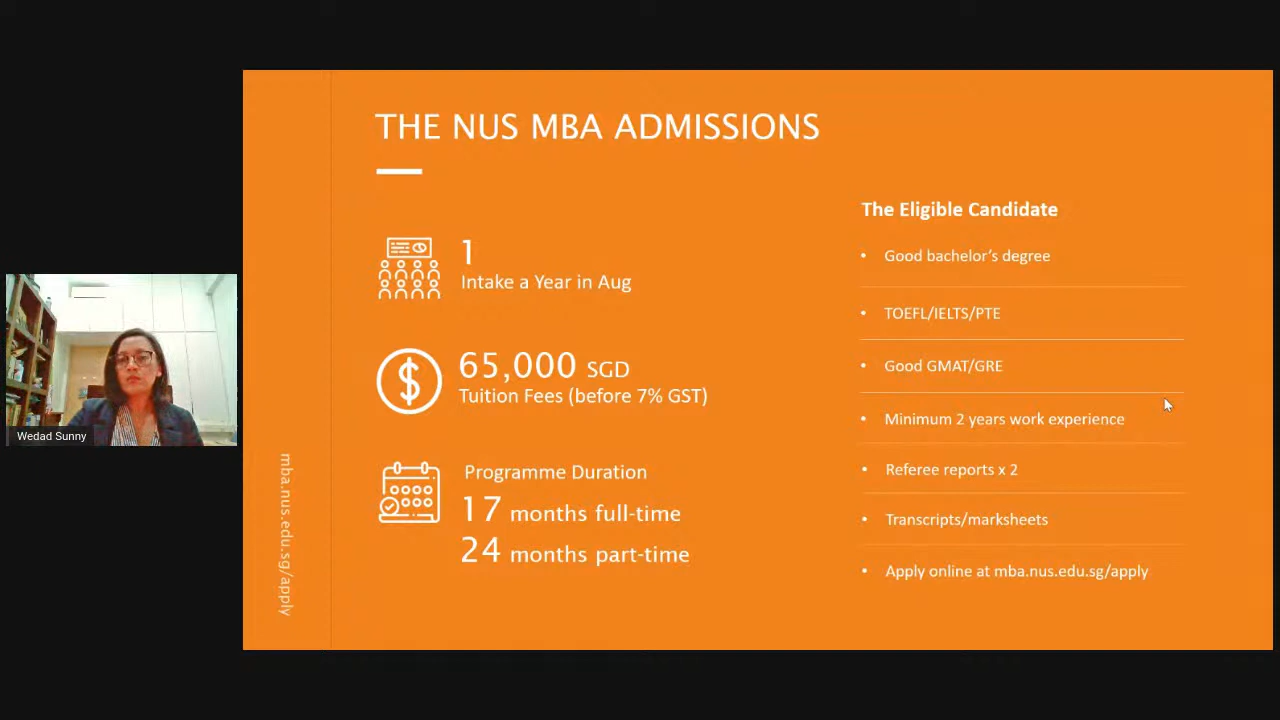 THE NUS MBA ADMISSIONS
1
Intake a Year in Aug
65,000 SGD
Tuition Fees (before 7% GST)
Programme Duration
17 months full-time
24 months part-time
The Eligible Candidate
• Good bachelor's degree
• TOEFL/IELTS/PTE
• Good GMAT/GRE
• Minimum 2 years work experience
• Referee reports x 2
• Transcripts/marksheets
• Apply online at mba.nus.edu.sg/apply
mba.nus.edu.sg/apply
Wedad Sunny